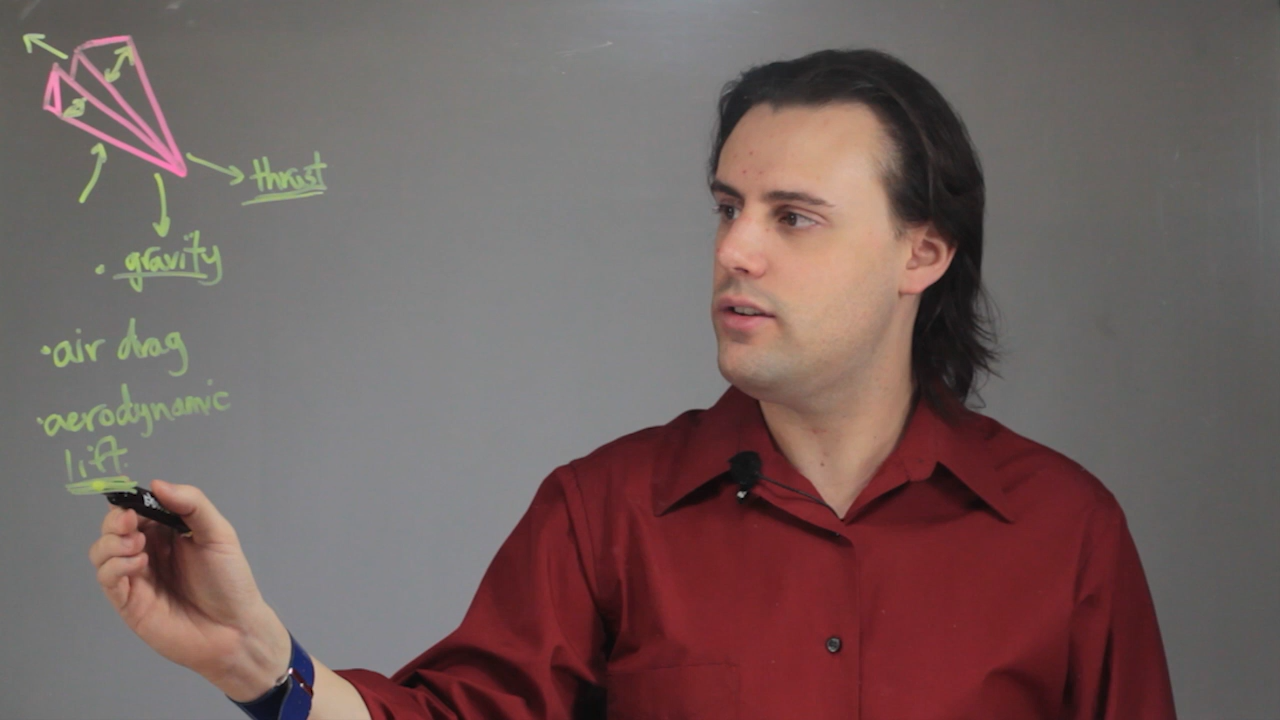 thrust
• gravity
• air drag
• aerodynamic
lift